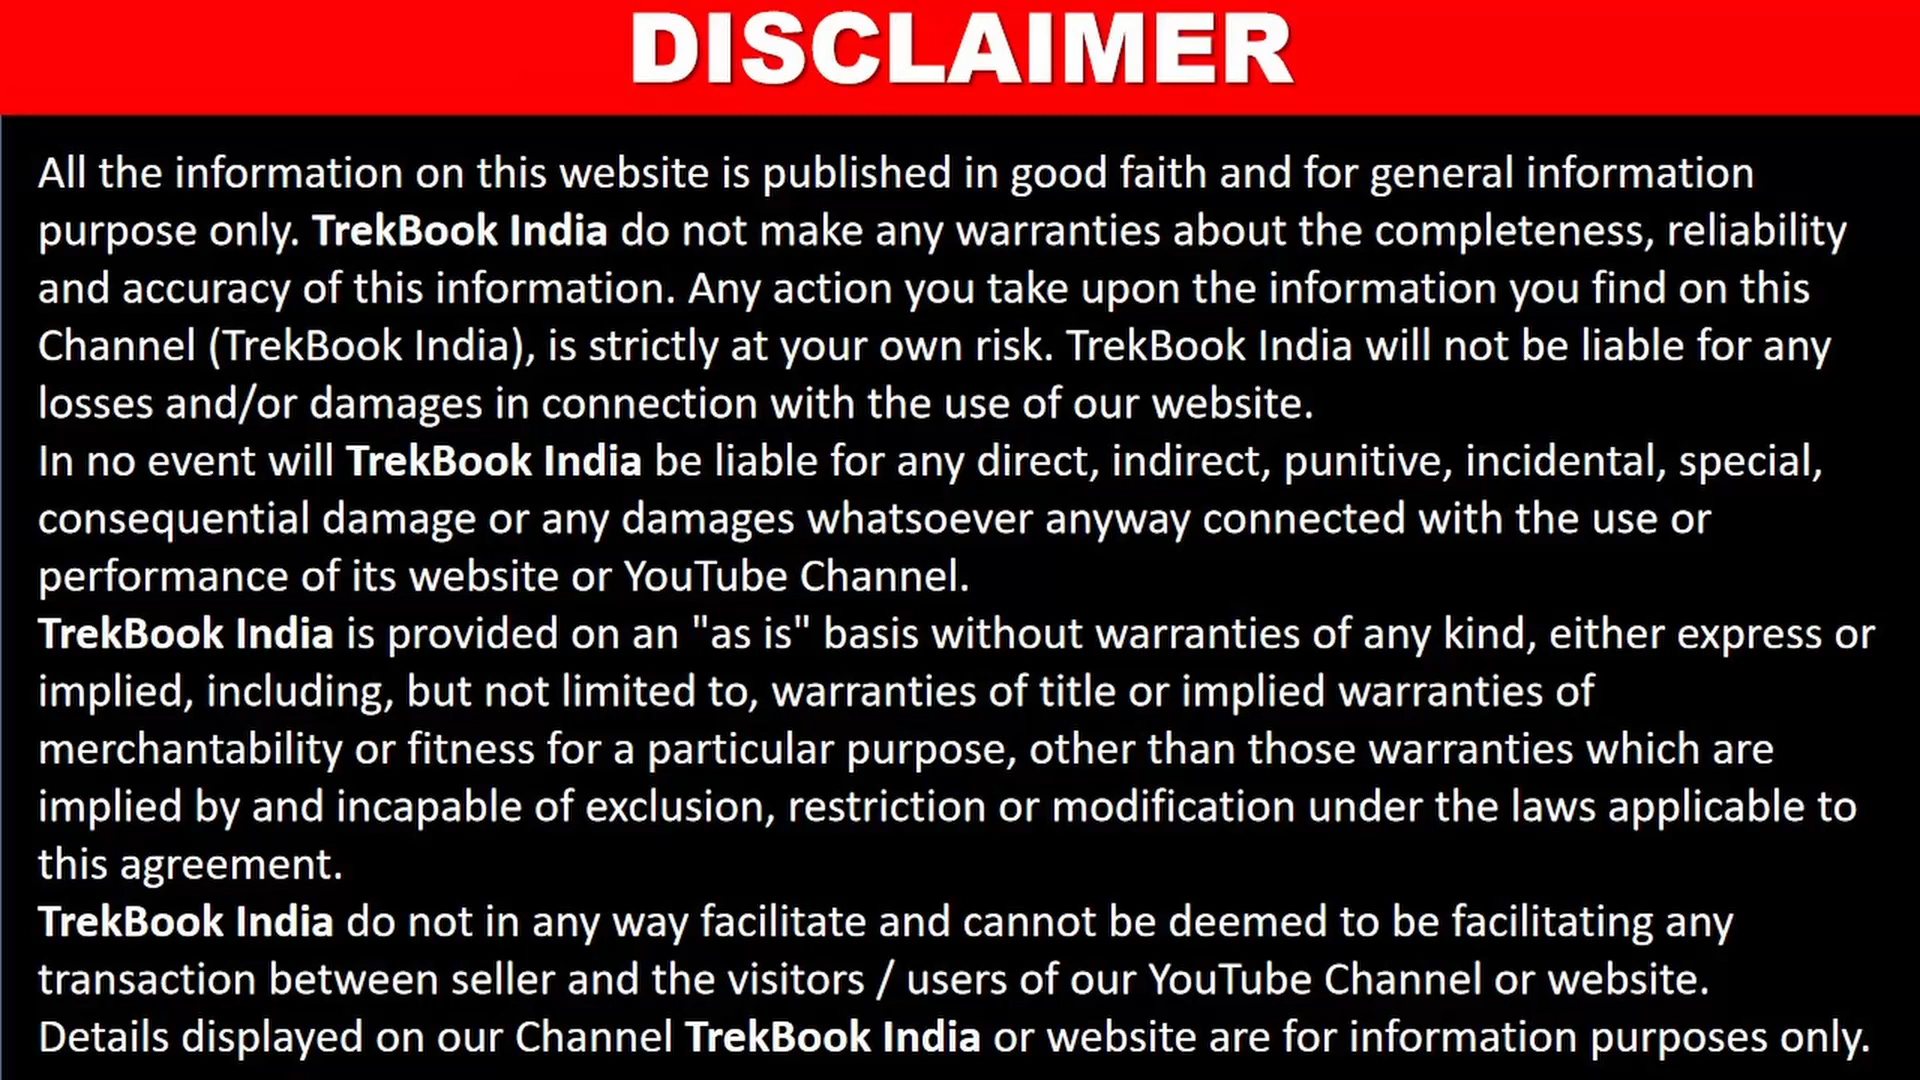 DISCLAIMER
All the information on this website is published in good faith and for general information
purpose only. TrekBook India do not make any warranties about the completeness, reliability
and accuracy of this information. Any action you take upon the information you find on this
Channel (TrekBook India), is strictly at your own risk. TrekBook India will not be liable for any
losses and/or damages in connection with the use of our website.
In no event will TrekBook India be liable for any direct, indirect, punitive, incidental, special,
consequential damage or any damages whatsoever anyway connected with the use or
performance of its website or YouTube Channel.
TrekBook India is provided on an "as is" basis without warranties of any kind, either express or
implied, including, but not limited to, warranties of title or implied warranties of
merchantability or fitness for a particular purpose, other than those warranties which are
implied by and incapable of exclusion, restriction or modification under the laws applicable to
this agreement.
TrekBook India do not in any way facilitate and cannot be deemed to be facilitating any
transaction between seller and the visitors / users of our YouTube Channel or website.
Details displayed on our Channel TrekBook India or website are for information purposes only.